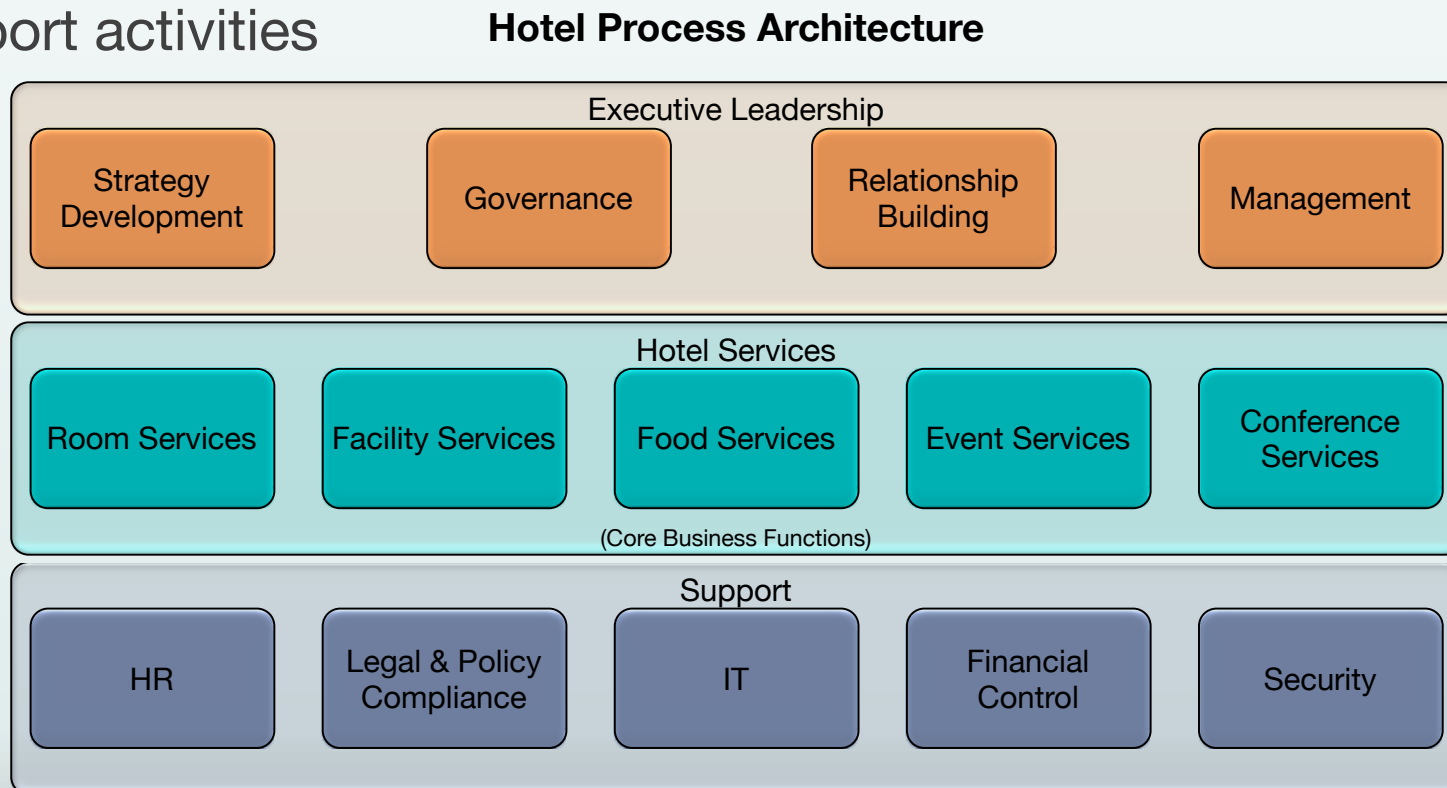 port activities
Hotel Process Architecture
Executive Leadership
Strategy
Development
Governance
Relationship
Building
Management
Hotel Services
Room Services
Facility Services
Food Services
Event Services
Conference
Services
(Core Business Functions)
Support
HR
Legal & Policy
Compliance
IT
Financial
Control
Security